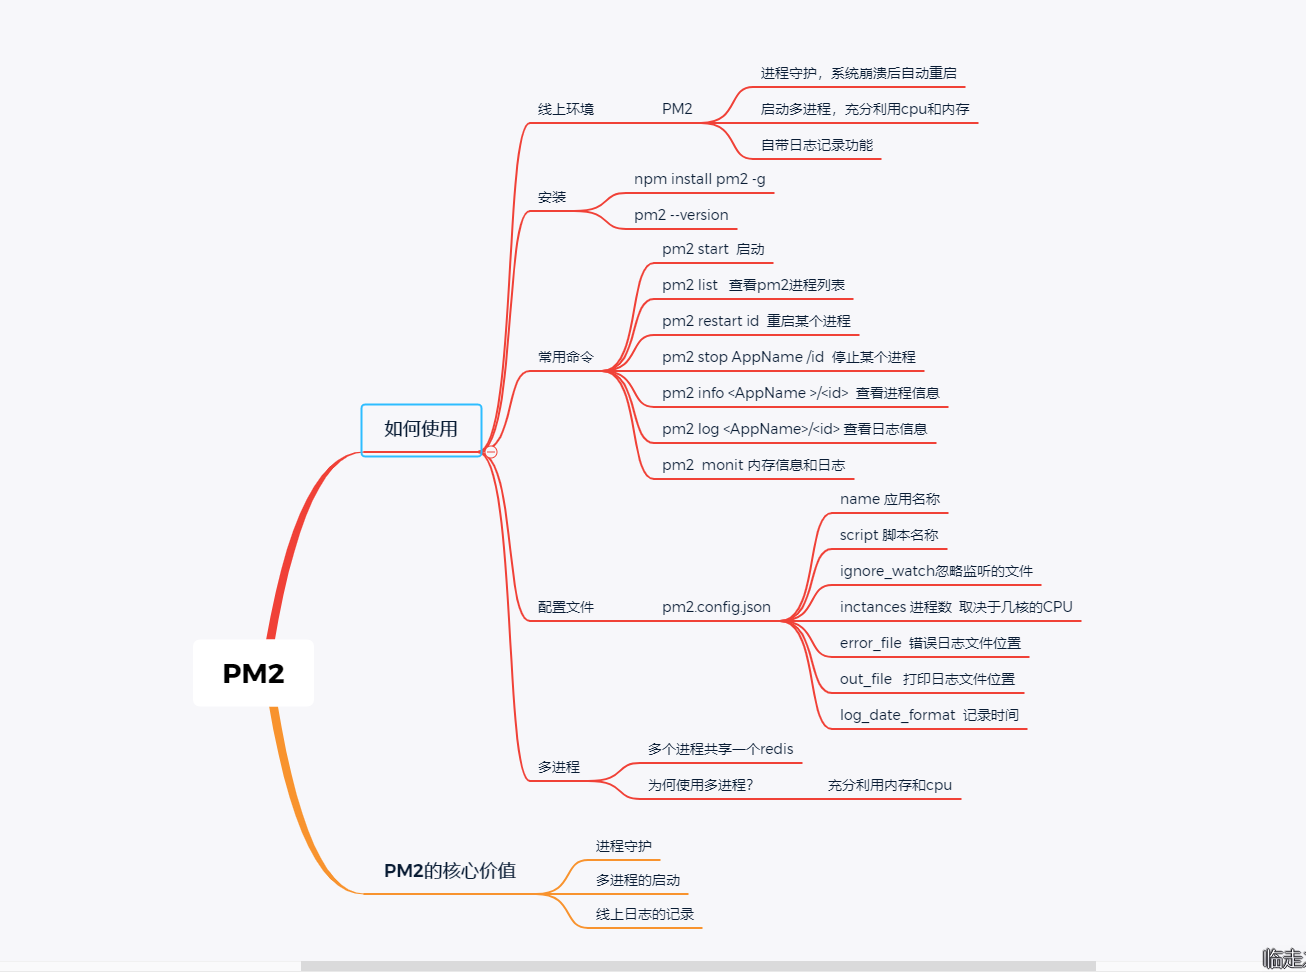 PM2
如何使用
线上环境
PM2
进程守护，系统崩溃后自动重启
启动多进程，充分利用cpu和内存
自带日志记录功能
安装
npm install pm2 -g
pm2 --version
常用命令
pm2 start  启动
pm2 list   查看pm2进程列表
pm2 restart id  重启某个进程
pm2 stop AppName /id  停止某个进程
pm2 info <AppName >/<id>  查看进程信息
pm2 log <AppName>/<id> 查看日志信息
pm2  monit 内存信息和日志
配置文件
pm2.config.json
name 应用名称
script 脚本名称
ignore_watch忽略监听的文件
inctances 进程数  取决于几核的CPU
error_file  错误日志文件位置
out_file   打印日志文件位置
log_date_format  记录时间
多进程
多个进程共享一个redis
为何使用多进程？
充分利用内存和cpu
PM2的核心价值
进程守护
多进程的启动
线上日志的记录
临走